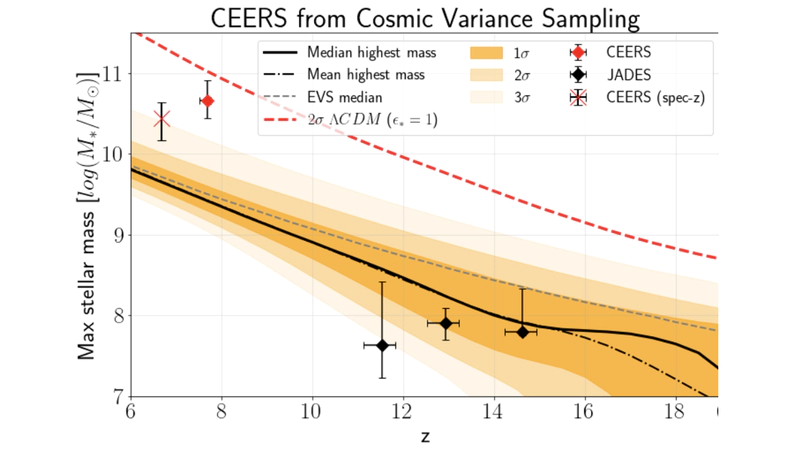 CEERS from Cosmic Variance Sampling
Median highest mass
Mean highest mass
EVS median
2σ ΛCDM (ϵ* = 1)
1σ
2σ
3σ
CEERS
JADES
CEERS (spec-z)
Max stellar mass [log(M*/M⊙)]
11
10
9
8
7
6 8 10 12 14 16 18
z